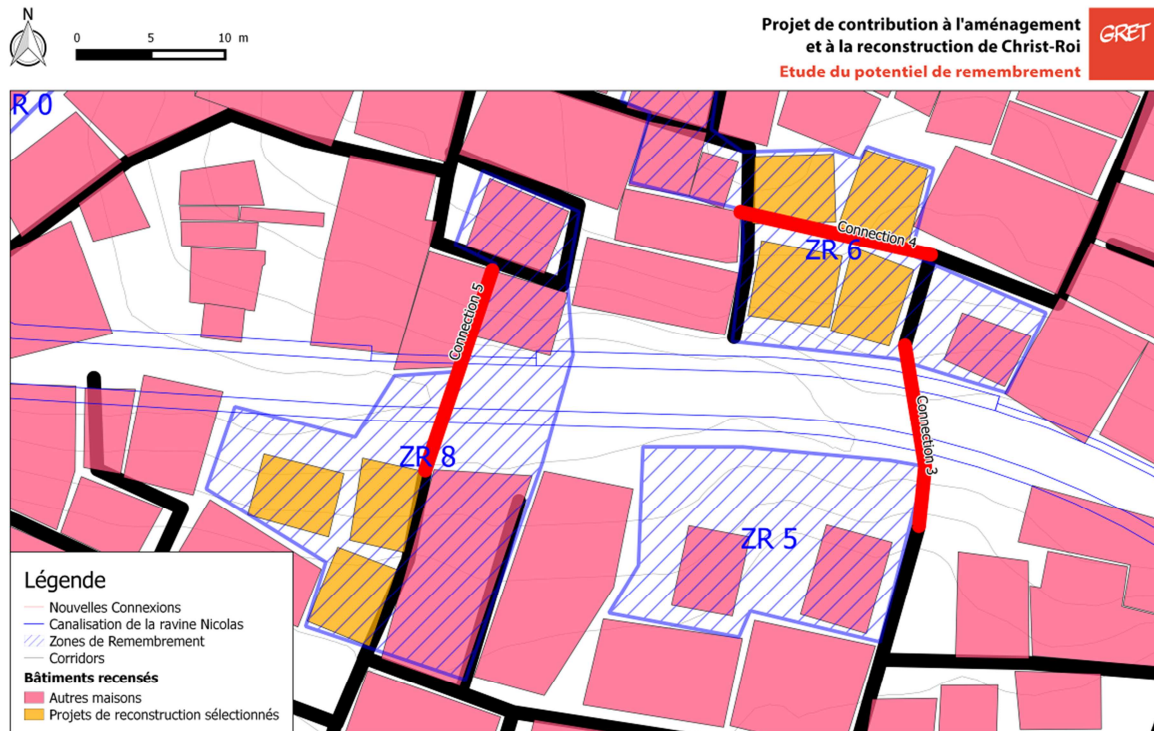 N
0 5 10 m
Projet de contribution à l'aménagement
et à la reconstruction de Christ-Roi
Etude du potentiel de remembrement
GRET
R 0
Connection 4
ZR 6
Connection 5
Connection 3
ZR 8
ZR 5
Légende
Nouvelles Connexions
Canalisation de la ravine Nicolas
Zones de Remembrement
Corridors
Bâtiments recensés
Autres maisons
Projets de reconstruction sélectionnés